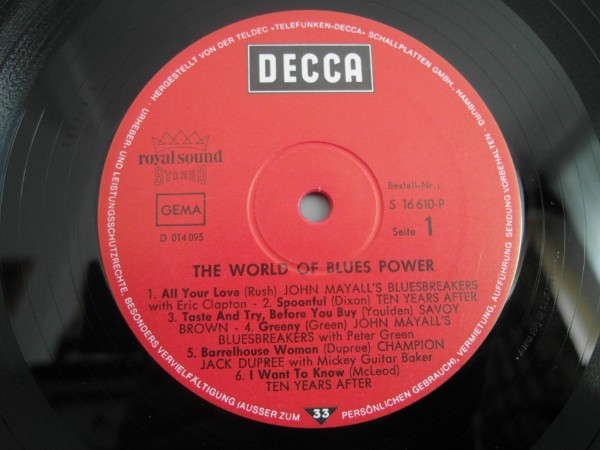 URHEBER- UND LEISTUNGSSCHUTZRECHTE, BESONDERS VERVIELFÄLTIGUNG (AUSSER ZUM PERSÖNLICHEN GEBRAUCH), VERMIETUNG, AUFFÜHRUNG, SENDUNG VORBEHALTEN · HERGESTELLT VON DER TELDEC »TELEFUNKEN-DECCA« SCHALLPLATTEN GMBH., HAMBURG ·
DECCA
royal sound
STEREO
GEMA
D 014 095
Bestell-Nr.:
S 16 610-P
Seite 1
THE WORLD OF BLUES POWER
1. All Your Love (Rush) JOHN MAYALL'S BLUESBREAKERS
with Eric Clapton - 2. Spoonful (Dixon) TEN YEARS AFTER
3. Taste And Try, Before You Buy (Youlden) SAVOY
BROWN - 4. Greeny (Green) JOHN MAYALL'S
BLUESBREAKERS with Peter Green
5. Barrelhouse Woman (Dupree) CHAMPION
JACK DUPREE with Mickey Guitar Baker
6. I Want To Know (McLeod)
TEN YEARS AFTER
33